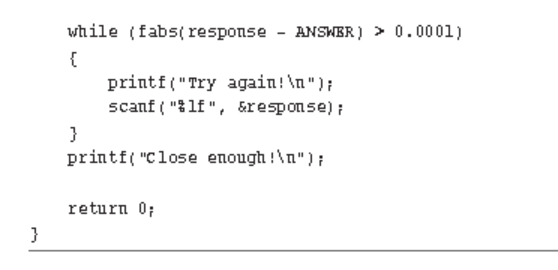 while (fabs(response - ANSWER) > 0.0001)
{
printf("Try again!\n");
scanf("%lf", &response);
}
printf("Close enough!\n");
return 0;
}